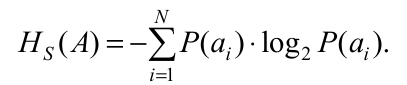 H_S(A) = -∑_{i=1}^{N} P(a_i) · log_2 P(a_i).